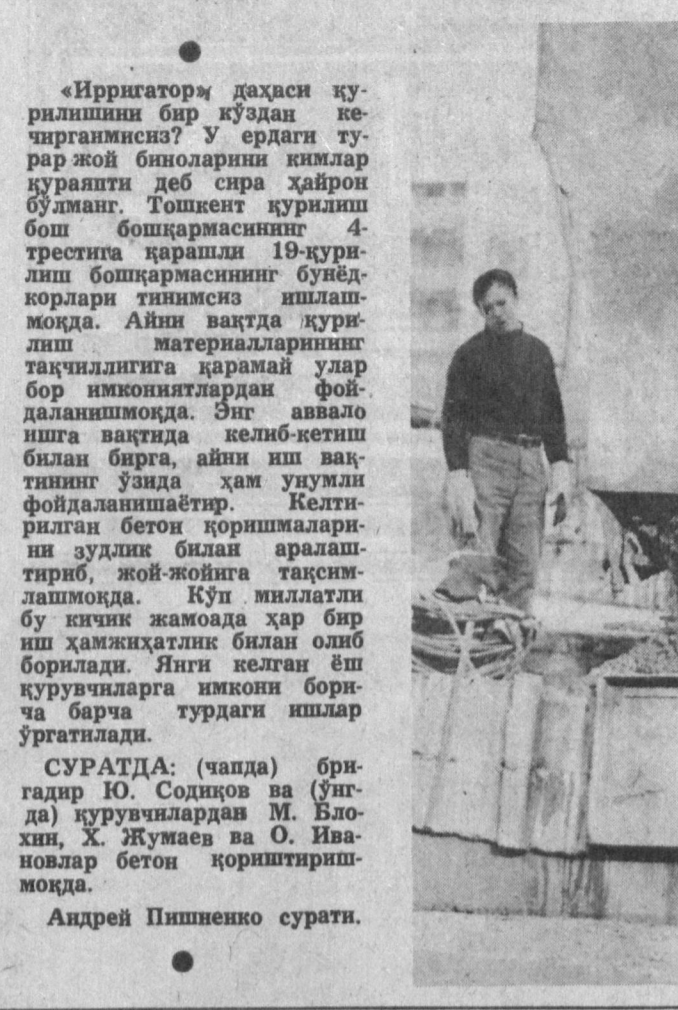 «Ирригатор» даҳаси қу-
рилишини бир кўздан ке-
чирганмисиз? У ердаги ту-
рар жой биноларини кимлар
қураяпти деб сира ҳайрон
бўлманг. Тошкент қурилиш
бош бошқармасининг 4-
трестига қарашли 19-қури-
лиш бошқармасининг бунёд-
корлари тинимсиз ишлаш-
моқда. Айни вақтда қури-
лиш материалларининг
тақчиллигига қарамай улар
бор имкониятлардан фой-
даланишмоқда. Энг аввало
ишга вақтида келиб-кетиш
билан бирга, айни иш вақ-
тининг ўзида ҳам унумли
фойдаланишаётир. Келти-
рилган бетон қоришмалари-
ни зудлик билан аралаш-
тириб, жой-жойига тақсим-
лашмоқда. Кўп миллатли
бу кичик жамоада ҳар бир
иш ҳамжиҳатлик билан олиб
борилади. Янги келган ёш
қурувчиларга имкони бори-
ча барча турдаги ишлар
ўргатилади.
СУРАТДА: (чапда) бри-
гадир Ю. Содиқов ва (ўнг-
да) қурувчилардан М. Бло-
хин, Х. Жумаев ва О. Ива-
новлар бетон қориштириш-
моқда.
Андрей Пишненко сурати.